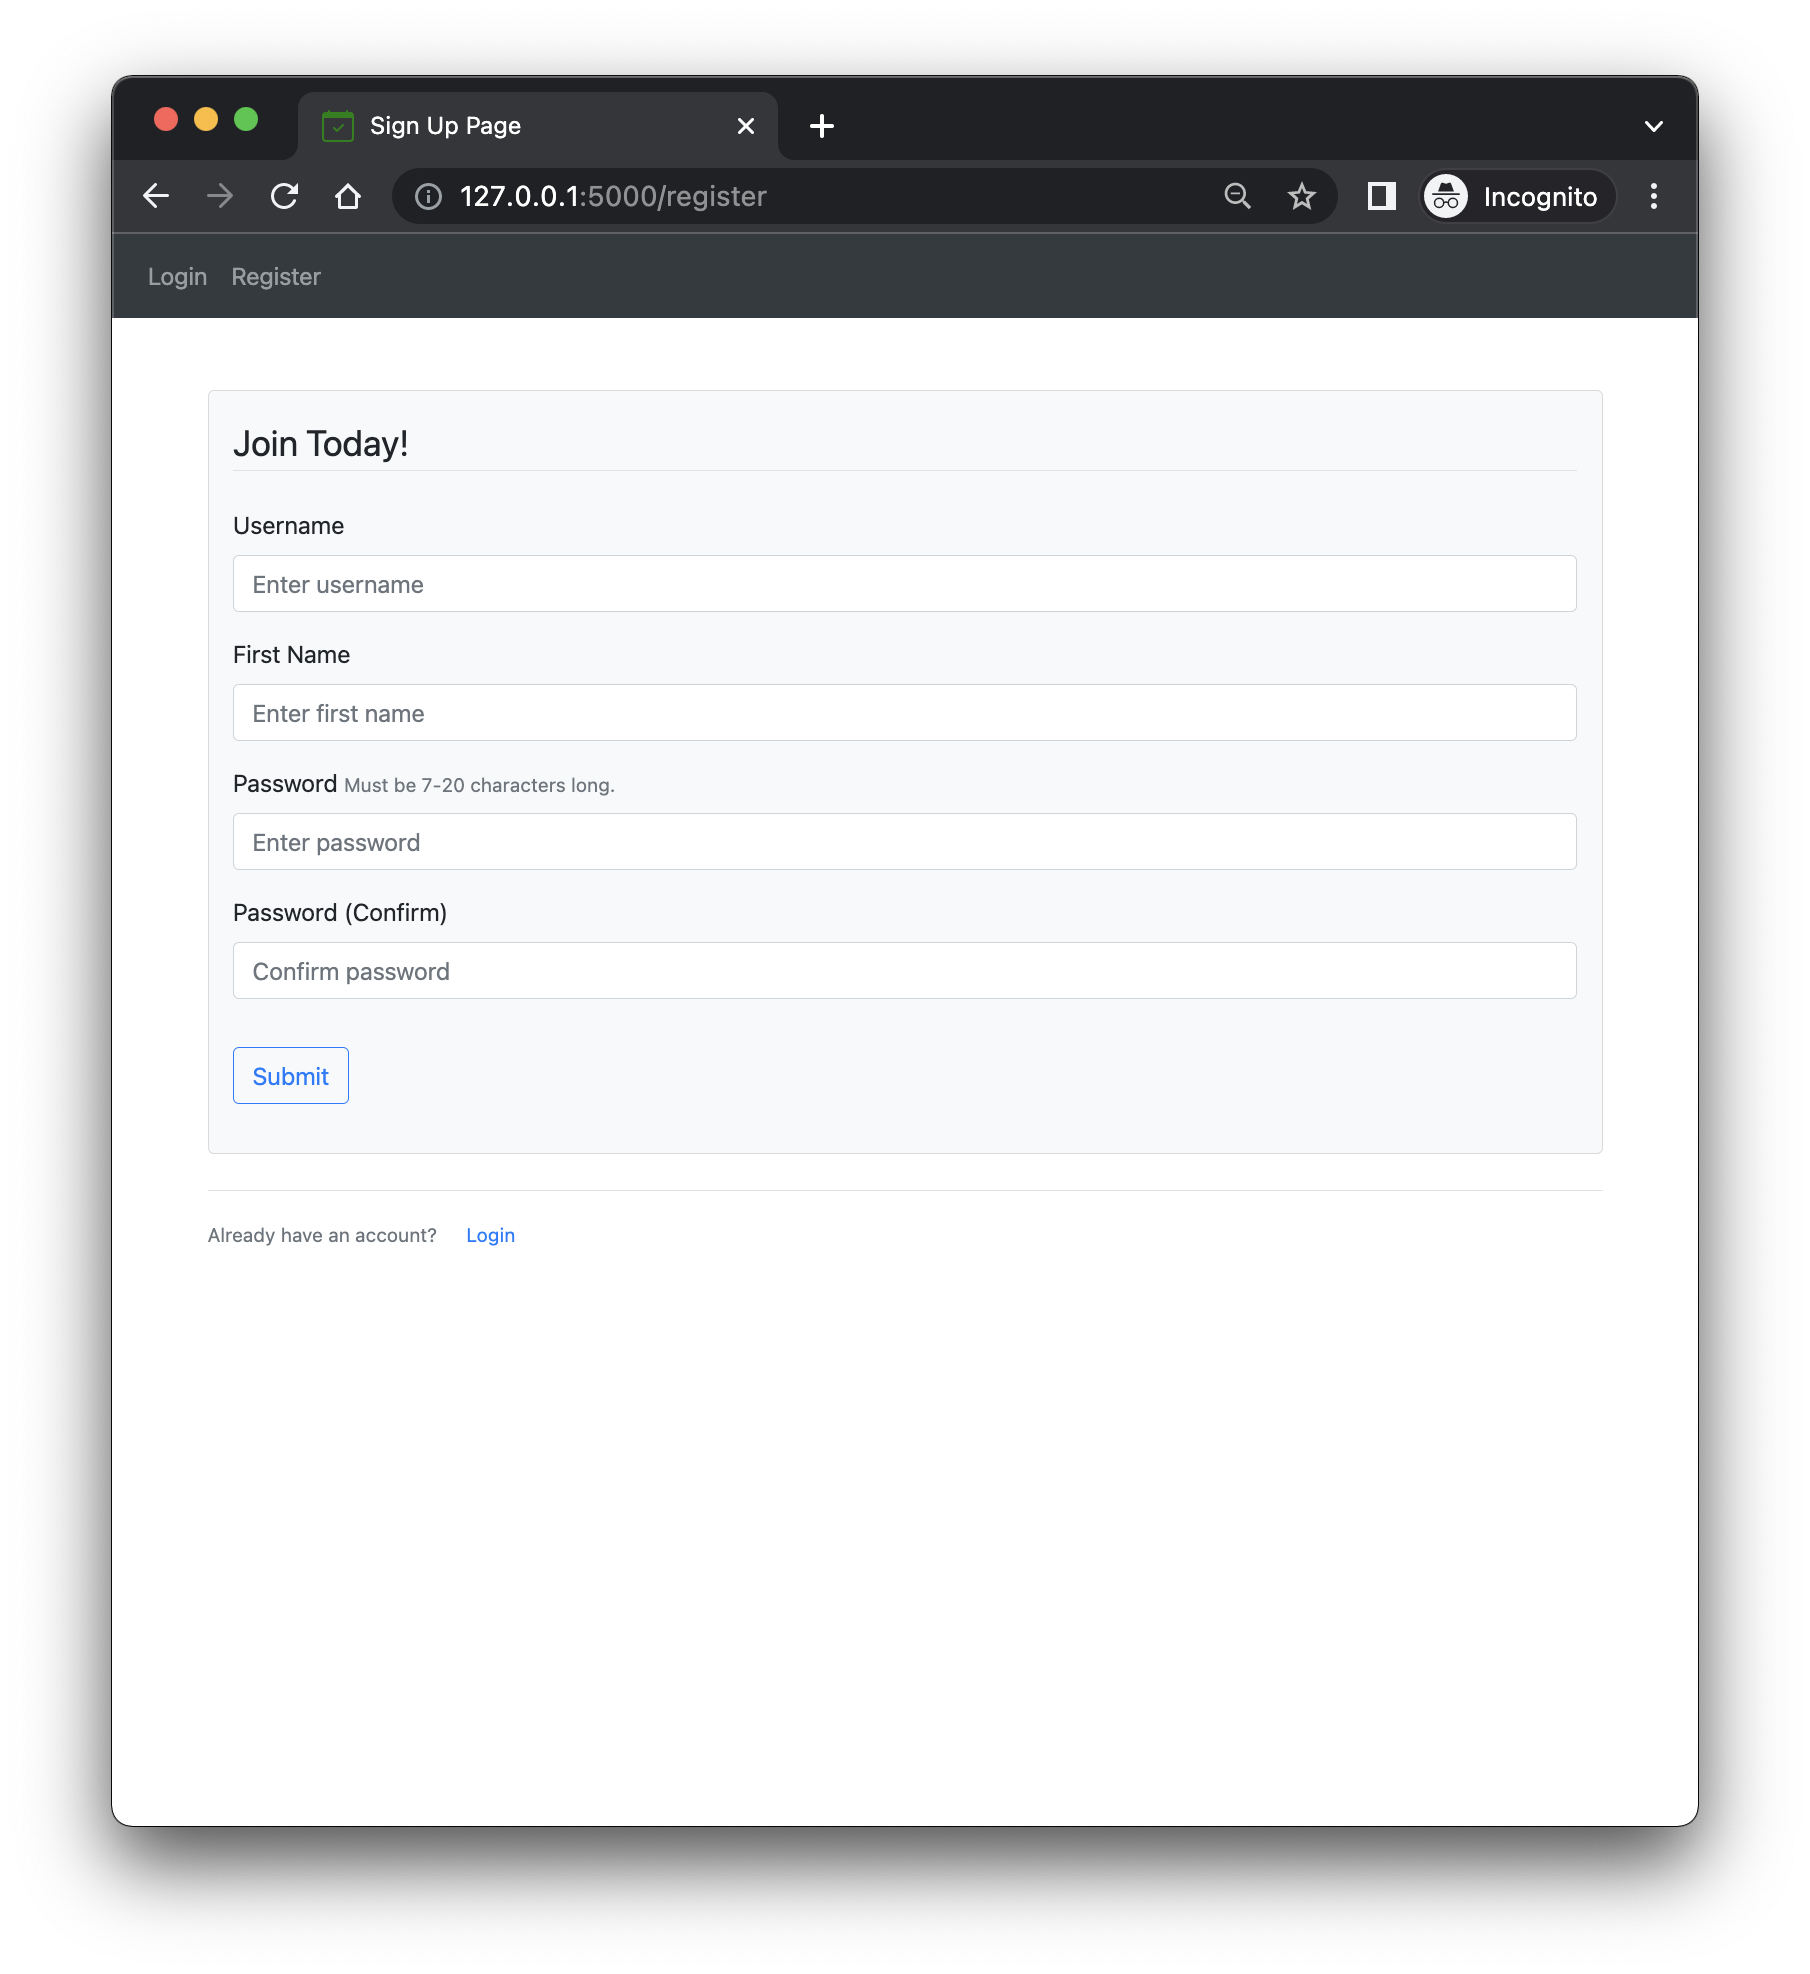 Sign Up Page
127.0.0.1:5000/register
Incognito
Login Register
Join Today!
Username
Enter username
First Name
Enter first name
Password Must be 7-20 characters long.
Enter password
Password (Confirm)
Confirm password
Submit
Already have an account? Login